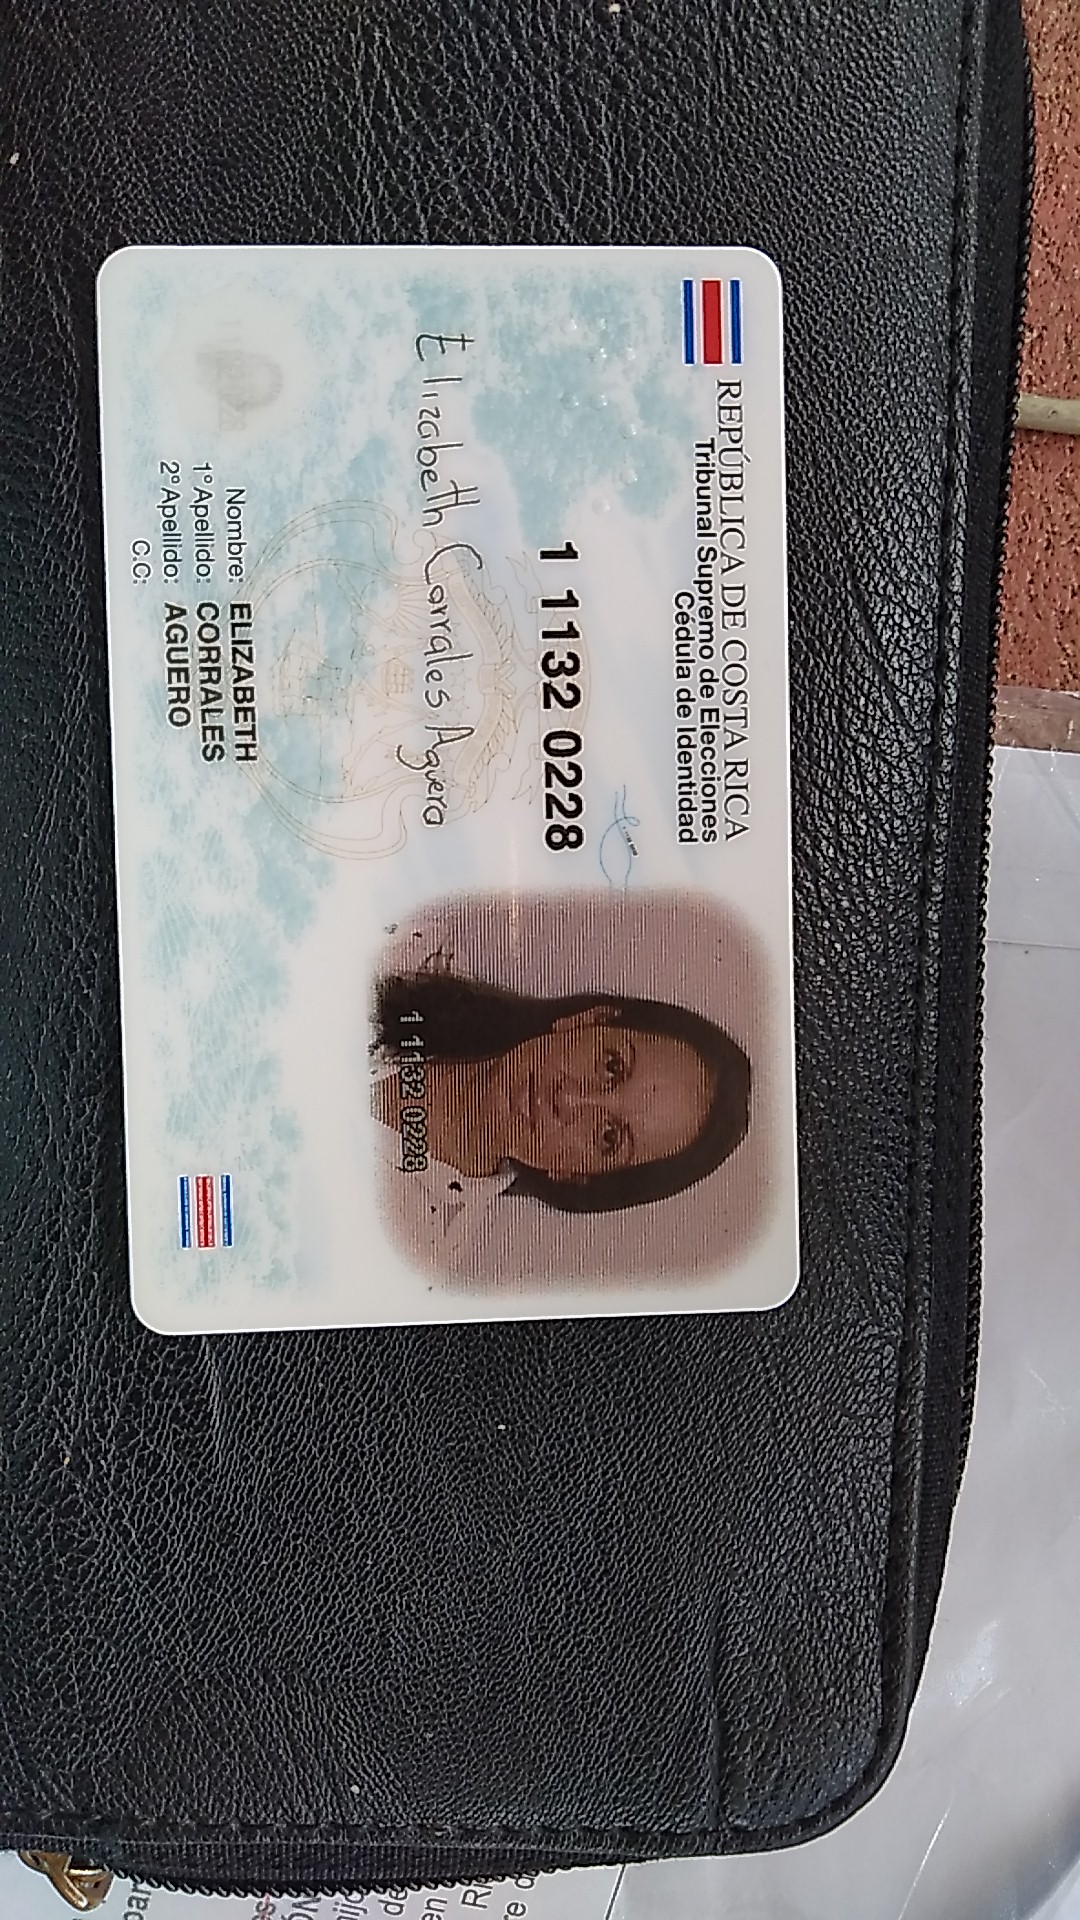 REPÚBLICA DE COSTA RICA
Tribunal Supremo de Elecciones
Cédula de Identidad
1 1132 0228
Elizabeth Corrales Aguero
1 1132 0228
Nombre: ELIZABETH
1° Apellido: CORRALES
2° Apellido: AGUERO
C.C: